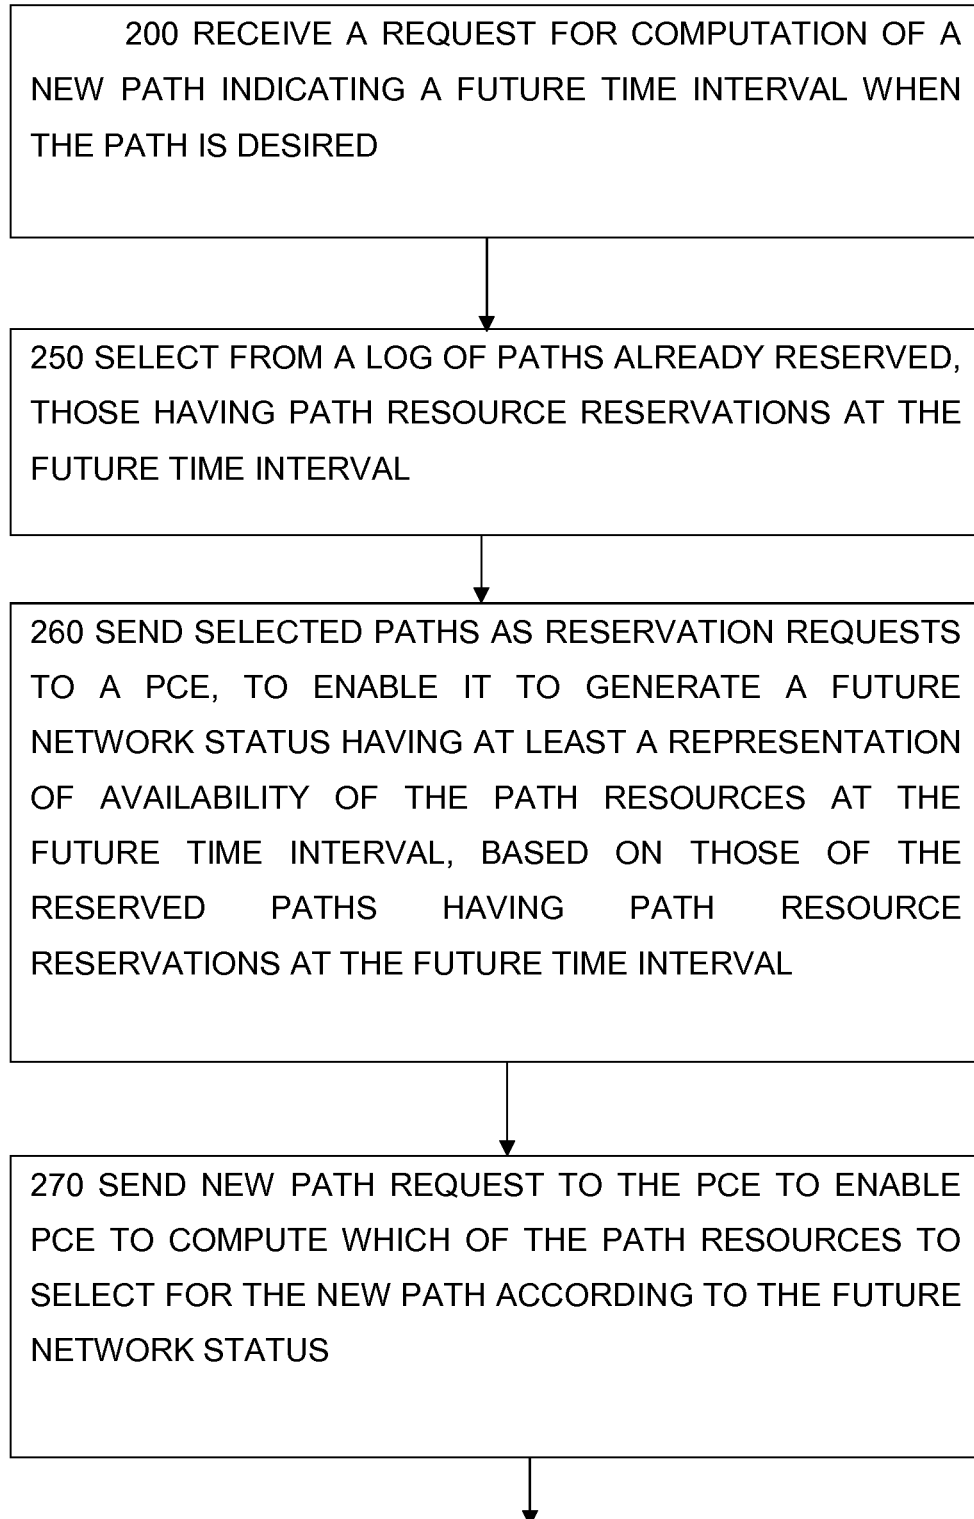 200 RECEIVE A REQUEST FOR COMPUTATION OF A
NEW PATH INDICATING A FUTURE TIME INTERVAL WHEN
THE PATH IS DESIRED
250 SELECT FROM A LOG OF PATHS ALREADY RESERVED,
THOSE HAVING PATH RESOURCE RESERVATIONS AT THE
FUTURE TIME INTERVAL
260 SEND SELECTED PATHS AS RESERVATION REQUESTS
TO A PCE, TO ENABLE IT TO GENERATE A FUTURE
NETWORK STATUS HAVING AT LEAST A REPRESENTATION
OF AVAILABILITY OF THE PATH RESOURCES AT THE
FUTURE TIME INTERVAL, BASED ON THOSE OF THE
RESERVED PATHS HAVING PATH RESOURCE
RESERVATIONS AT THE FUTURE TIME INTERVAL
270 SEND NEW PATH REQUEST TO THE PCE TO ENABLE
PCE TO COMPUTE WHICH OF THE PATH RESOURCES TO
SELECT FOR THE NEW PATH ACCORDING TO THE FUTURE
NETWORK STATUS